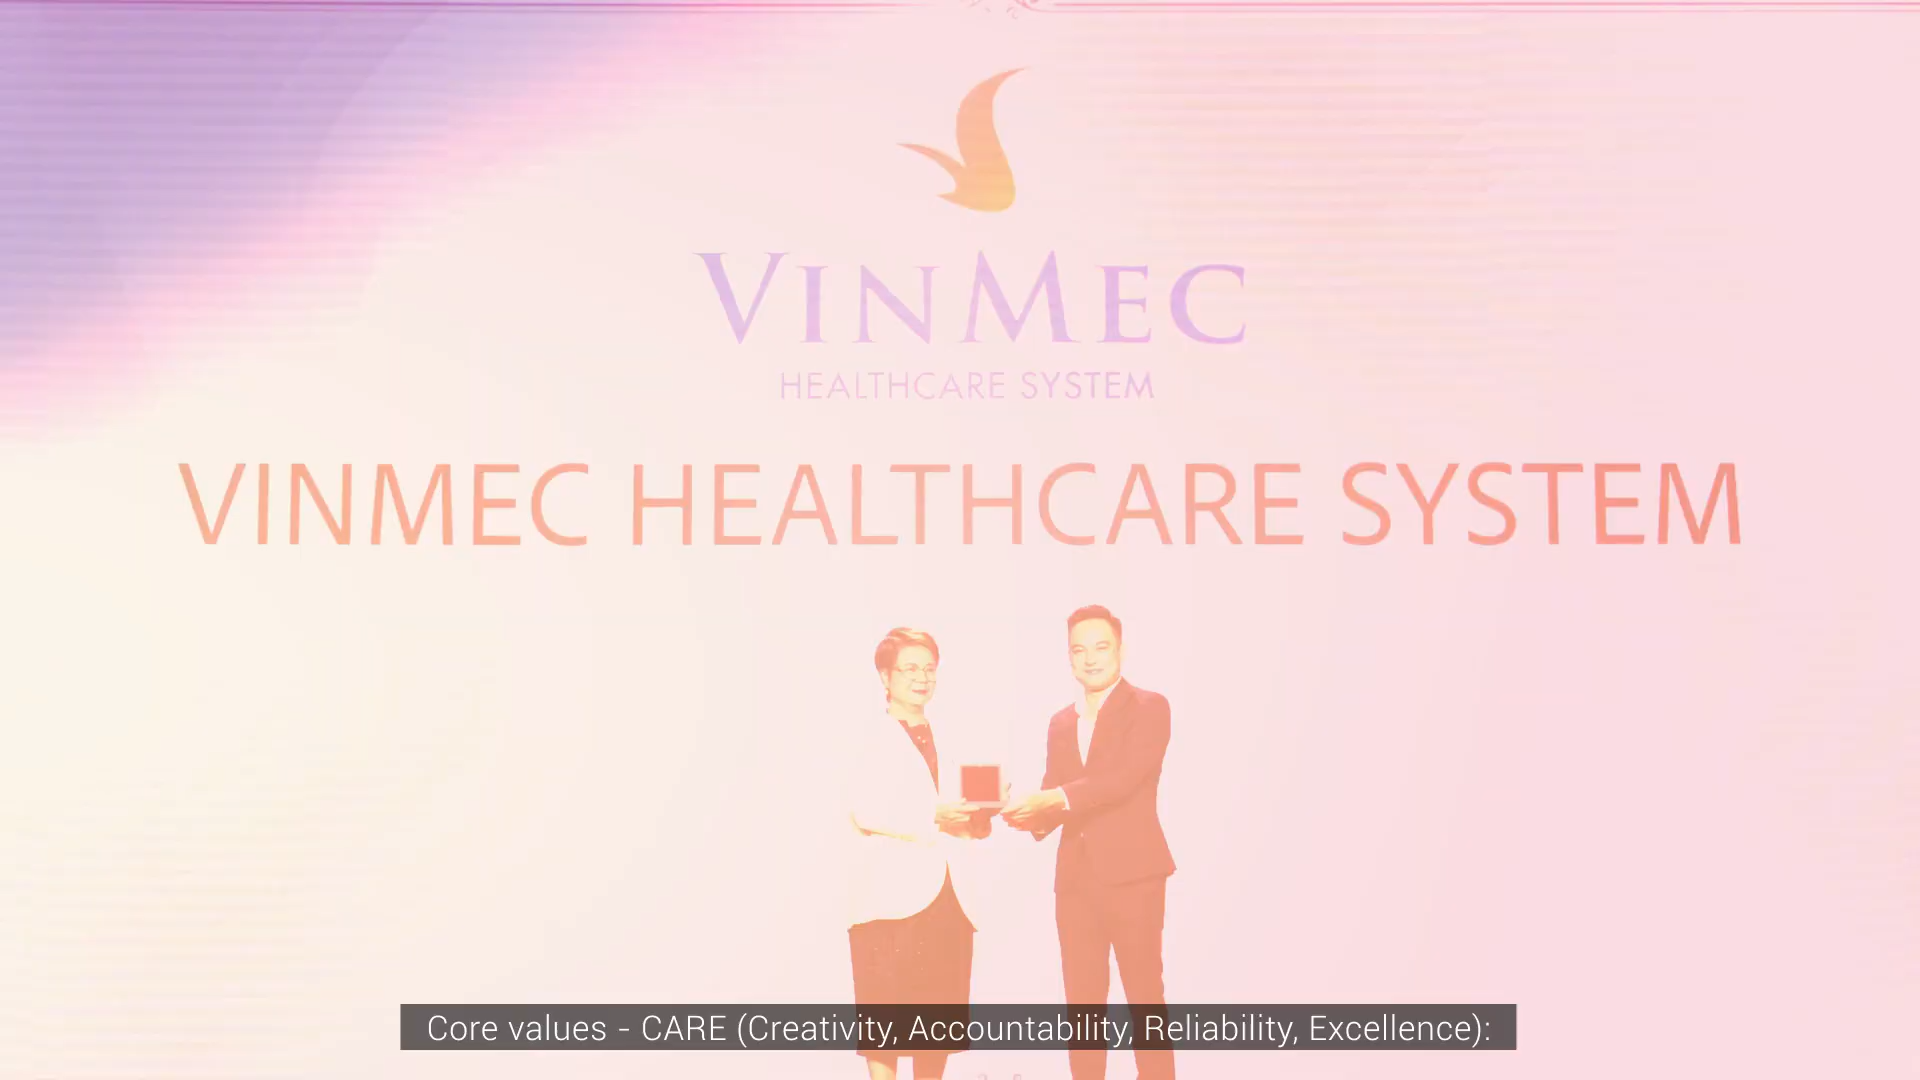 VINMEC
HEALTHCARE SYSTEM
VINMEC HEALTHCARE SYSTEM
Core values - CARE (Creativity, Accountability, Reliability, Excellence):